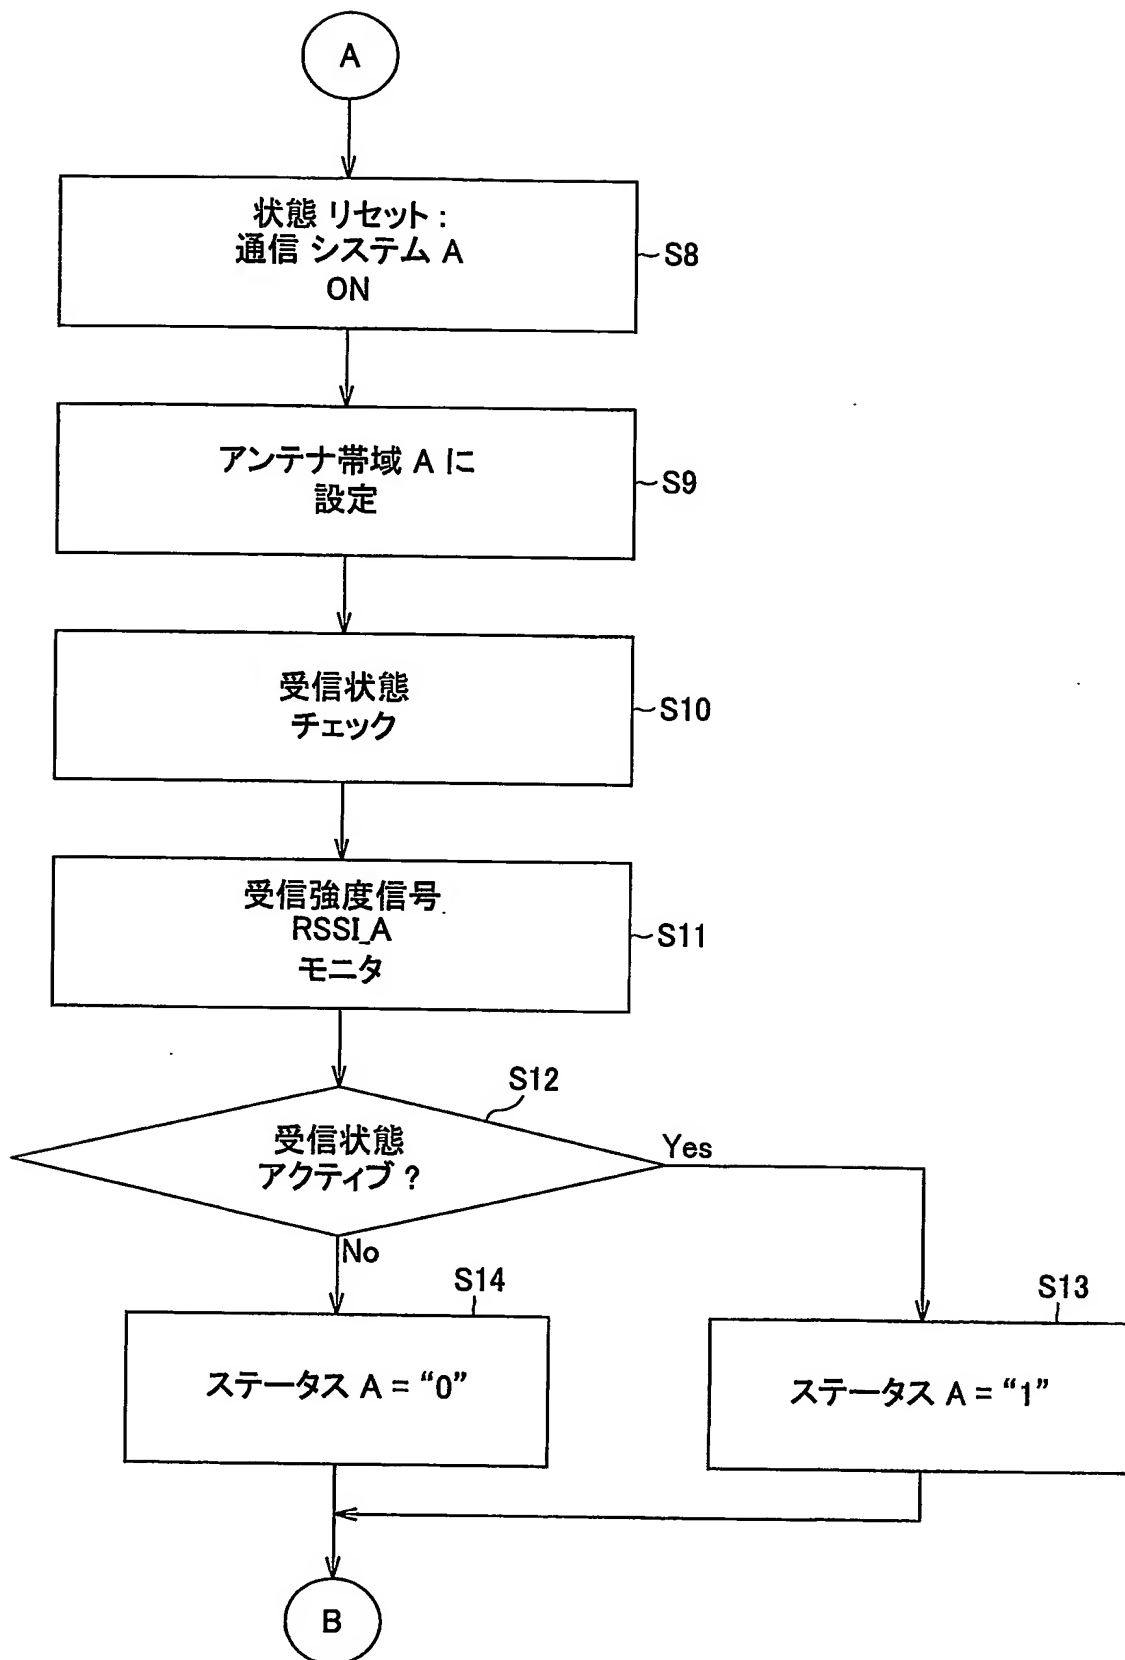 A
状態 リセット :
通信 システム A
ON
S8
アンテナ帯域 A に
設定
S9
受信状態
チェック
S10
受信強度信号
RSSI_A
モニタ
S11
S12
受信状態
アクティブ ?
Yes
No
S14
ステータス A = “0”
S13
ステータス A = “1”
B